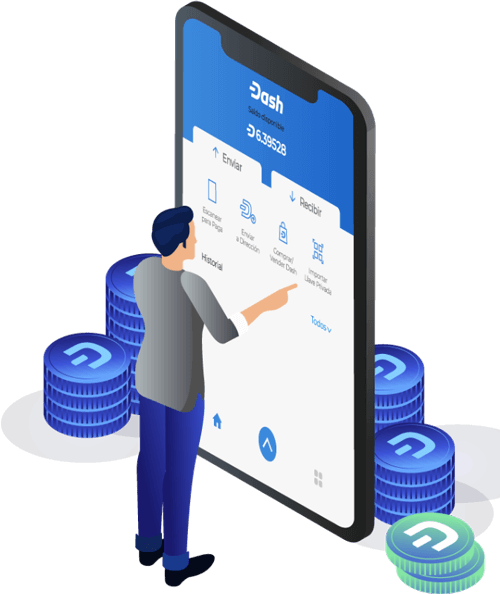 Dash
Saldo disponible
6.39528
↑ Enviar
↓ Recibir
Escanear
para Paga
Enviar
a Dirección
Comprar/
Vender Dash
Importar
Llave Privada
Historial
Todos